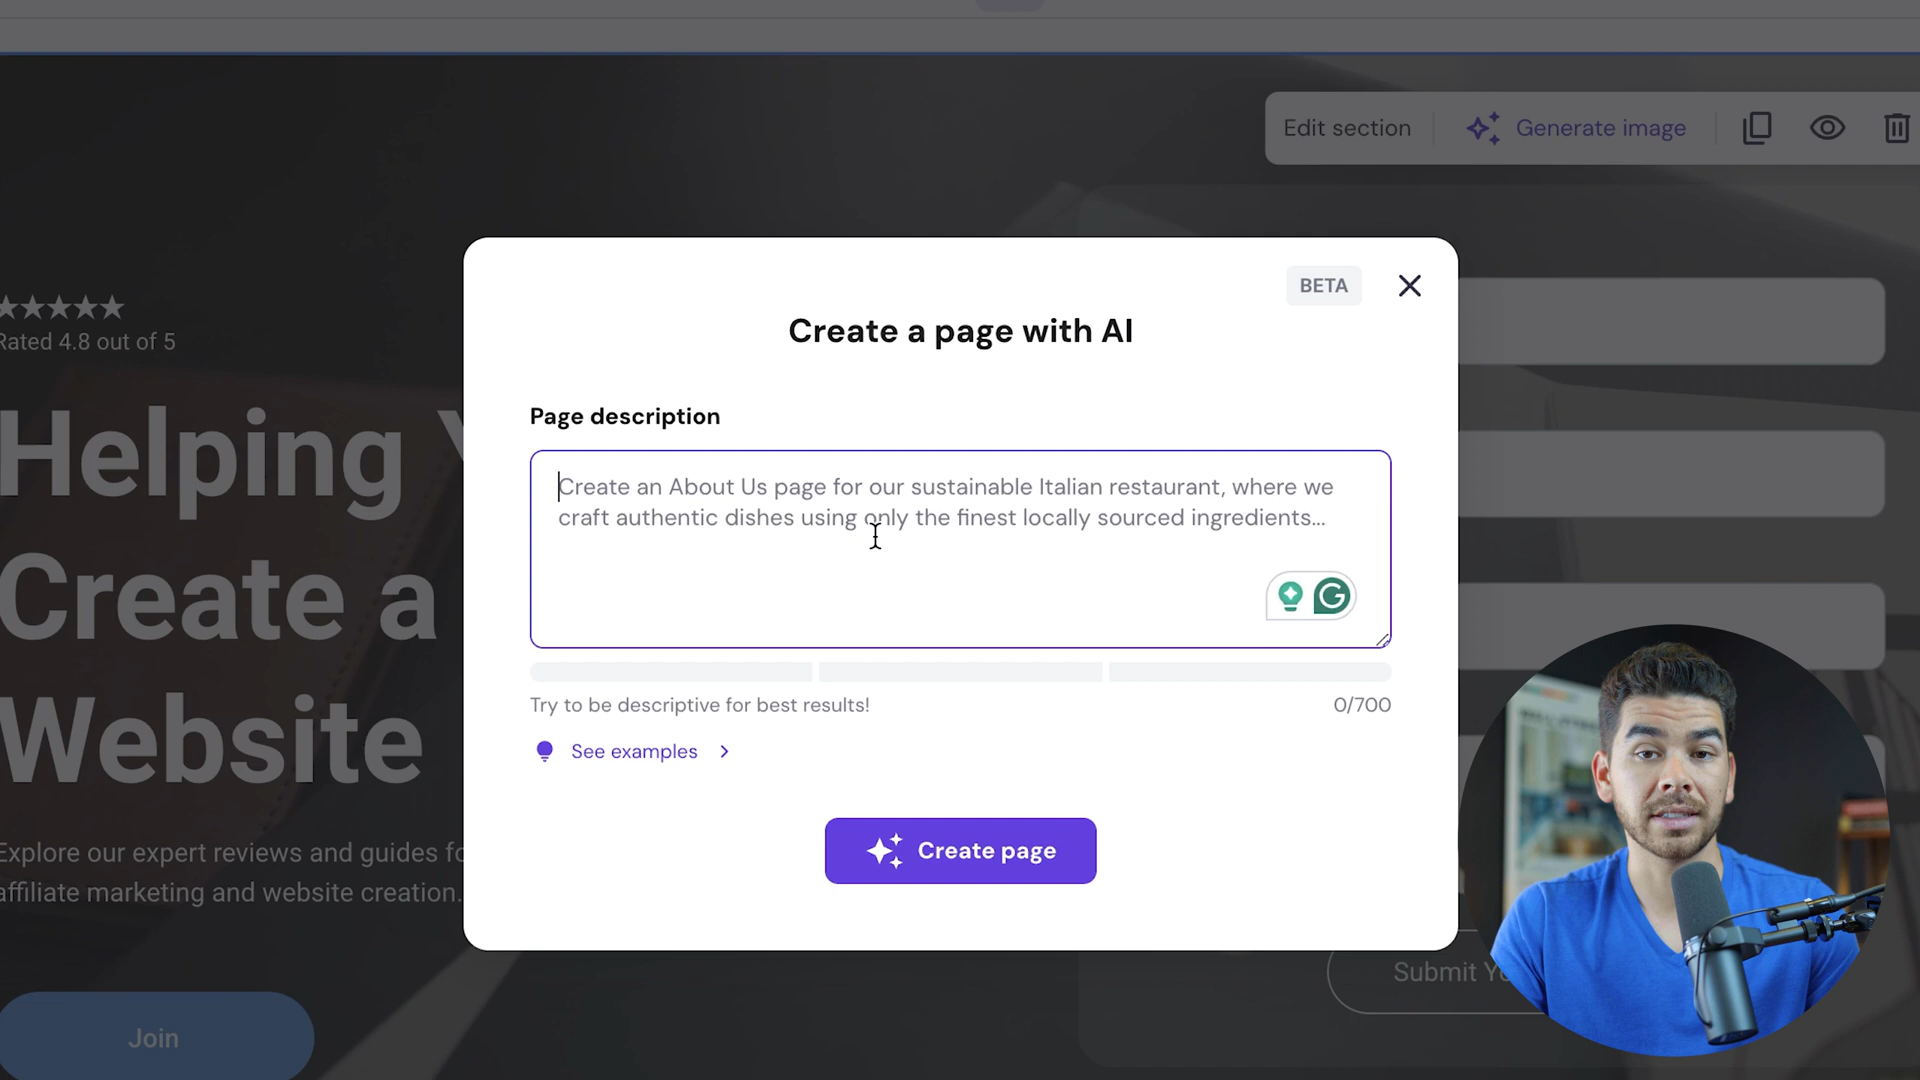 Edit section
Generate image
BETA
Create a page with AI
Rated 4.8 out of 5
Page description
Helping
Create a
Website
Create an About Us page for our sustainable Italian restaurant, where we
craft authentic dishes using only the finest locally sourced ingredients...
Try to be descriptive for best results!
0/700
See examples
Explore our expert reviews and guides
affiliate marketing and website creation.
Create page
Submit
Join